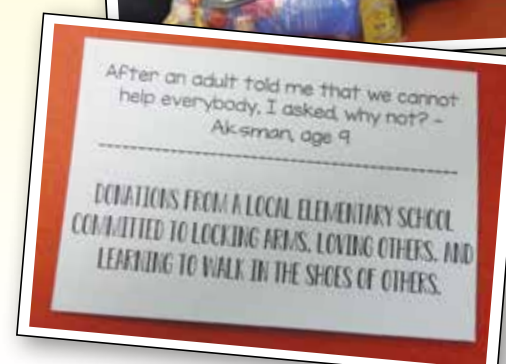 After an adult told me that we cannot
help everybody, I asked, why not? -
Aksman, age 9
DONATIONS FROM A LOCAL ELEMENTARY SCHOOL
COMMITTED TO LOCKING ARMS, LOVING OTHERS, AND
LEARNING TO WALK IN THE SHOES OF OTHERS.